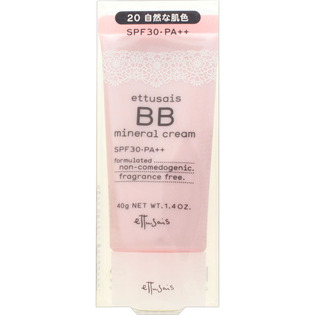 20 自然な肌色
SPF30·PA++
ettusais
BB
mineral cream
SPF30·PA++
formulated
non-comedogenic.
fragrance free.
40g NET WT.1.4OZ.
ettusais